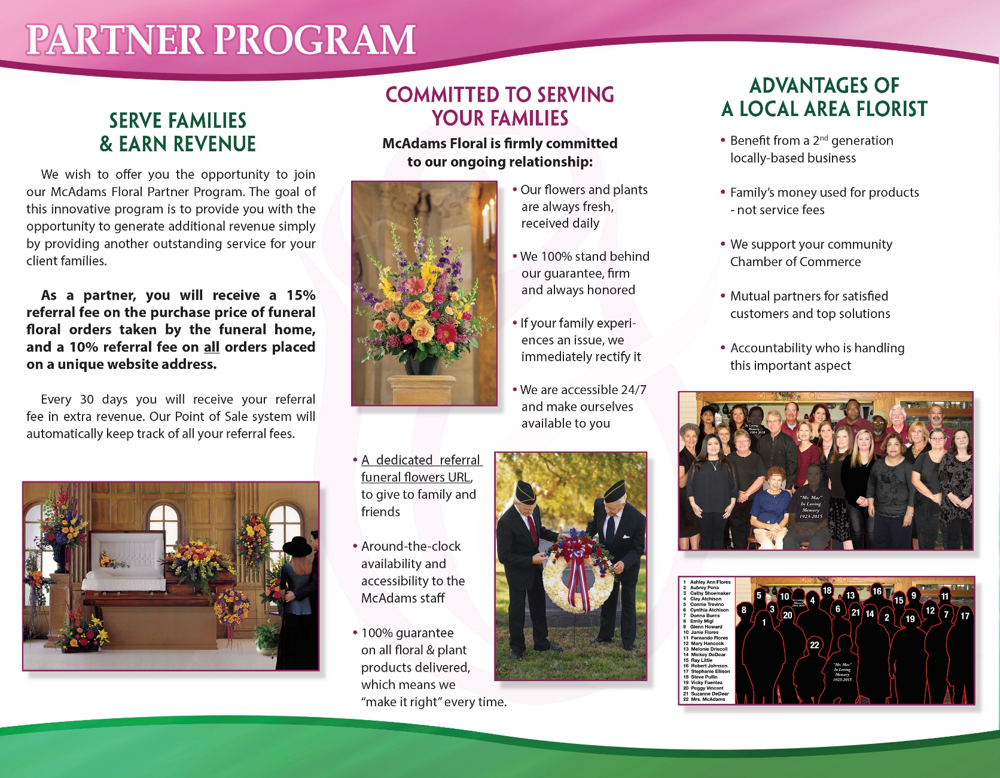 PARTNER PROGRAM
SERVE FAMILIES
& EARN REVENUE
We wish to offer you the opportunity to join
our McAdams Floral Partner Program. The goal of
this innovative program is to provide you with the
opportunity to generate additional revenue simply
by providing another outstanding service for your
client families.
As a partner, you will receive a 15%
referral fee on the purchase price of funeral
floral orders taken by the funeral home,
and a 10% referral fee on all orders placed
on a unique website address.
Every 30 days you will receive your referral
fee in extra revenue. Our Point of Sale system will
automatically keep track of all your referral fees.
COMMITTED TO SERVING
YOUR FAMILIES
McAdams Floral is firmly committed
to our ongoing relationship:
• Our flowers and plants
are always fresh,
received daily
• We 100% stand behind
our guarantee, firm
and always honored
• If your family experi-
ences an issue, we
immediately rectify it
• We are accessible 24/7
and make ourselves
available to you
• A dedicated referral
funeral flowers URL,
to give to family and
friends
• Around-the-clock
availability and
accessibility to the
McAdams staff
• 100% guarantee
on all floral & plant
products delivered,
which means we
“make it right” every time.
ADVANTAGES OF
A LOCAL AREA FLORIST
• Benefit from a 2nd generation
locally-based business
• Family’s money used for products
- not service fees
• We support your community
Chamber of Commerce
• Mutual partners for satisfied
customers and top solutions
• Accountability who is handling
this important aspect
In Loving
Memory
1964-2018
"Mr. Mac"
In Loving
Memory
1923-2015
1 Ashley Ann Flores
2 Aubrey Pena
3 Cathy Shoemaker
4 Clay Atchison
5 Connie Trevino
6 Cynthia Atchison
7 Donna Burns
8 Emily Migl
9 Glenn Howard
10 Janie Flores
11 Fernando Flores
12 Mary Hancock
13 Melonie Driscoll
14 Mickey DeDear
15 Ray Little
16 Robert Johnson
17 Stephanie Ellison
18 Steve Pullin
19 Vicky Fuentez
20 Peggy Vincent
21 Suzanne DeDear
22 Mrs. McAdams
8
5
1
3
10
20
In Loving
Memory
1964-2018
4
18
22
6
13
21
14
16
2
15
9
19
12
11
7
17
"Mr. Mac"
In Loving
Memory
1923-2015